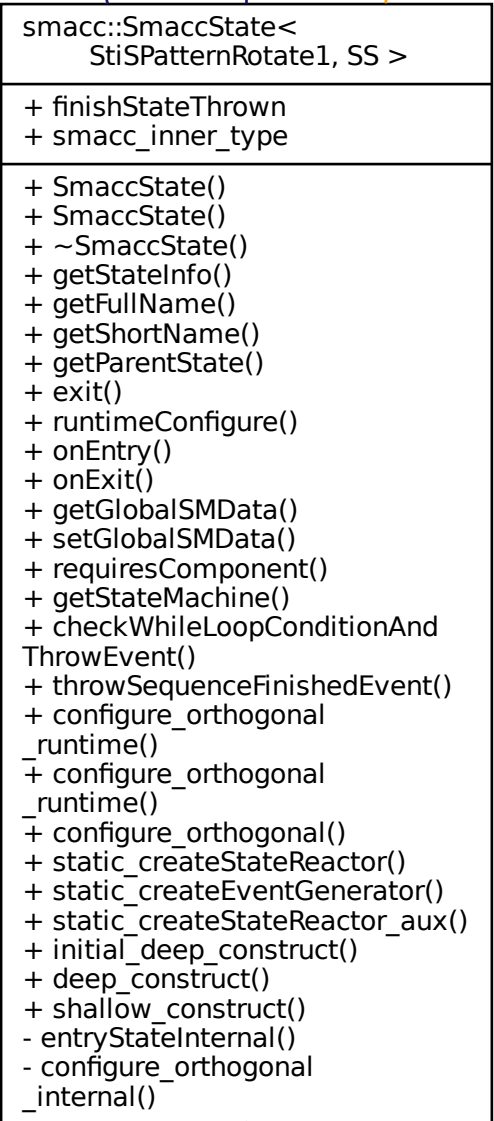 smacc::SmaccState<
StiSPatternRotate1, SS >
+ finishStateThrown
+ smacc_inner_type
+ SmaccState()
+ SmaccState()
+ ~SmaccState()
+ getStateInfo()
+ getFullName()
+ getShortName()
+ getParentState()
+ exit()
+ runtimeConfigure()
+ onEntry()
+ onExit()
+ getGlobalSMData()
+ setGlobalSMData()
+ requiresComponent()
+ getStateMachine()
+ checkWhileLoopConditionAnd
ThrowEvent()
+ throwSequenceFinishedEvent()
+ configure_orthogonal
_runtime()
+ configure_orthogonal
_runtime()
+ configure_orthogonal()
+ static_createStateReactor()
+ static_createEventGenerator()
+ static_createStateReactor_aux()
+ initial_deep_construct()
+ deep_construct()
+ shallow_construct()
- entryStateInternal()
- configure_orthogonal
_internal()